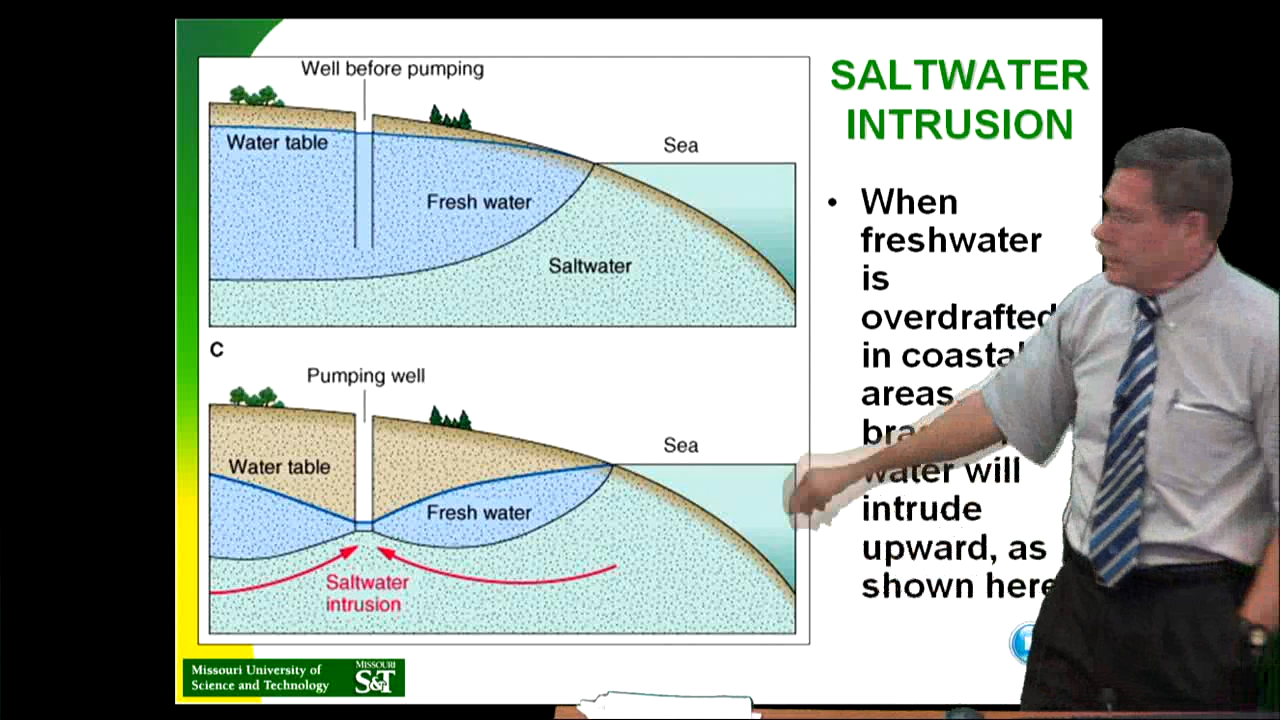 Well before pumping
Water table
Sea
Fresh water
Saltwater
C
Pumping well
Water table
Sea
Fresh water
Saltwater
intrusion
SALTWATER
INTRUSION
• When
freshwater
is
overdrafted
in coastal
areas
water will
intrude
upward, as
shown here
Missouri University of
Science and Technology
MISSOURI
S&T